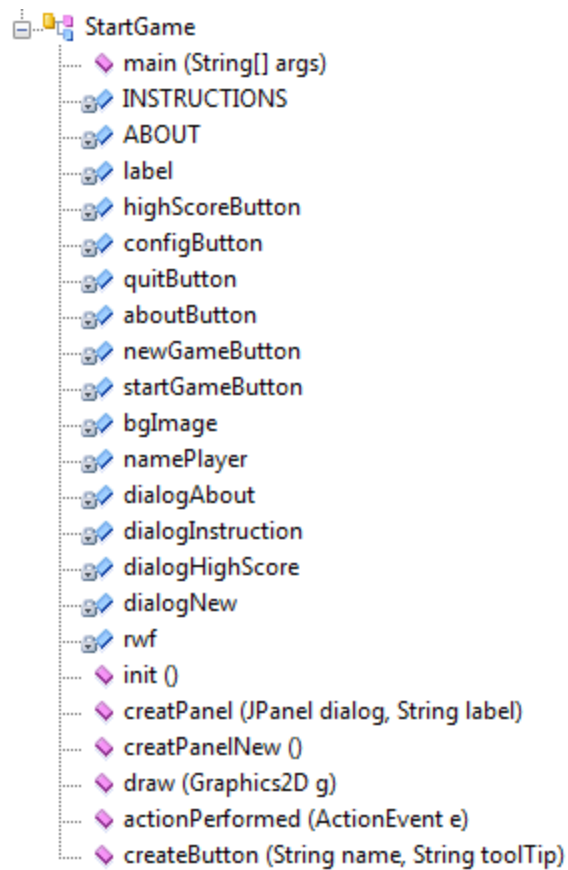 StartGame
main (String[] args)
INSTRUCTIONS
ABOUT
label
highScoreButton
configButton
quitButton
aboutButton
newGameButton
startGameButton
bgImage
namePlayer
dialogAbout
dialogInstruction
dialogHighScore
dialogNew
rwf
init ()
creatPanel (JPanel dialog, String label)
creatPanelNew ()
draw (Graphics2D g)
actionPerformed (ActionEvent e)
createButton (String name, String toolTip)